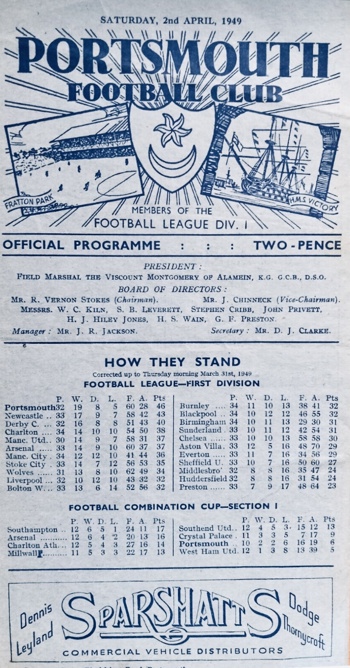 SATURDAY, 2nd APRIL, 1949
PORTSMOUTH
FOOTBALL CLUB
FRATTON PARK
H.M.S. VICTORY
MEMBERS OF THE
FOOTBALL LEAGUE DIV. I
OFFICIAL PROGRAMME : : : TWO-PENCE
PRESIDENT :
FIELD MARSHAL THE VISCOUNT MONTGOMERY OF ALAMEIN, K.G. G.C.B., D.S.O.
BOARD OF DIRECTORS :
MR. R. VERNON STOKES (Chairman). MR. J. CHINNECK (Vice-Chairman).
MESSRS. W. C. KILN, S. B. LEVERETT, STEPHEN CRIBB, JOHN PRIVETT,
H. J. HILEY JONES, H. S. WAIN, G. F. PRESTON.
Manager : MR. J. R. JACKSON. Secretary : MR. D. J. CLARKE.
HOW THEY STAND
Corrected up to Thursday morning March 31st, 1949
FOOTBALL LEAGUE—FIRST DIVISION
P. W. D. L. F. A. Pts
Portsmouth 32 19 8 5 60 28 46
Newcastle .. 33 17 9 7 58 42 43
Derby C. ... 32 16 8 8 51 43 40
Charlton ... 34 14 10 10 54 50 38
Manc. Utd. 30 14 9 7 58 31 37
Arsenal .... 33 14 9 10 60 37 37
Manc. City 34 12 12 10 41 44 36
Stoke City . 33 14 7 12 56 53 35
Wolves ... 31 13 8 10 62 49 34
Liverpool .. 32 10 12 10 43 32 32
Bolton W... 33 13 6 14 52 56 32
P. W. D. L. F. A. Pts
Burnley .... 34 11 10 13 38 41 32
Blackpool .. 34 10 12 12 46 55 32
Birmingham 34 10 11 13 29 30 31
Sunderland 33 10 11 12 42 54 31
Chelsea .... 33 10 10 13 58 58 30
Aston Villa.. 33 12 5 16 48 70 29
Everton .... 33 11 7 16 34 56 29
Sheffield U. 33 10 7 16 50 60 27
Middlesbro' 32 8 8 16 35 47 24
Huddersfield 32 8 8 16 31 54 24
Preston .... 33 7 9 17 48 64 23
FOOTBALL COMBINATION CUP—SECTION I
P. W. D. L. F. A. Pts
Southampton .. 12 6 5 1 24 11 17
Arsenal ....... 12 6 4 2 20 13 16
Charlton Ath. .. 12 5 4 3 27 16 14
Millwall ...... 11 5 3 3 22 17 13
P. W. D. L. F. A. Pts
Southend Utd... 12 4 5 3 15 12 13
Crystal Palace .. 11 3 3 5 17 17 9
Portsmouth .... 10 2 2 6 16 19 6
West Ham Utd. 12 1 3 8 13 39 5
Dennis
Leyland
SPARSHATTS
Dodge
Thornycroft
COMMERCIAL VEHICLE DISTRIBUTORS